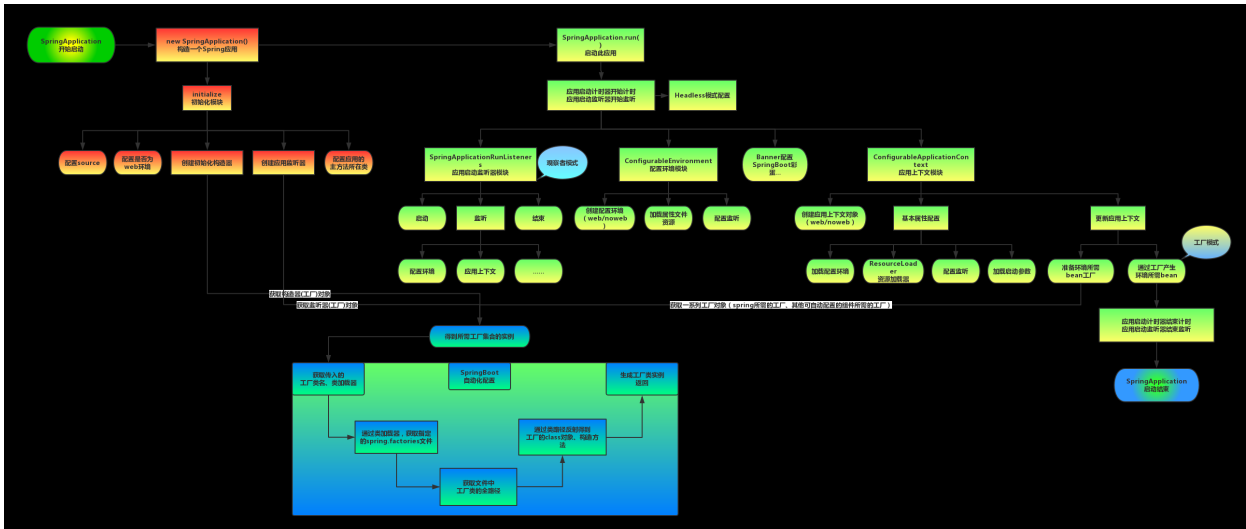 SpringApplication
开始启动
new SpringApplication()
构造一个Spring应用
SpringApplication.run(
)
启动此应用
initialize
初始化模块
应用启动计时器开始计时
应用启动监听器开始监听
Headless模式配置
配置source
配置是否为
web环境
创建初始化构造器
创建应用监听器
配置应用的
主方法所在类
SpringApplicationRunListener
s
应用启动监听器模块
观察者模式
ConfigurableEnvironment
配置环境模块
Banner配置
SpringBoot彩
蛋...
ConfigurableApplicationCon
text
应用上下文模块
启动
监听
结束
创建配置环境
（web/noweb
）
加载属性文件
资源
配置监听
创建应用上下文对象
（web/noweb）
基本属性配置
更新应用上下文
工厂模式
配置环境
应用上下文
......
加载配置环境
ResourceLoad
er
资源加载器
配置监听
加载启动参数
准备环境所需
bean工厂
通过工厂产生
环境所需bean
获取构造器(工厂)对象
获取监听器(工厂)对象
获取一系列工厂对象（spring所需的工厂、其他可自动配置的组件所需的工厂）
应用启动计时器结束计时
应用启动监听器结束监听
得到所需工厂集合的实例
获取传入的
工厂类名、类加载器
SpringBoot
自动化配置
生成工厂类实例
返回
SpringApplication
启动结束
通过类加载器，获取指定
的spring.factories文件
通过类路径反射得到
工厂的class对象、构造方
法
获取文件中
工厂类的全路径